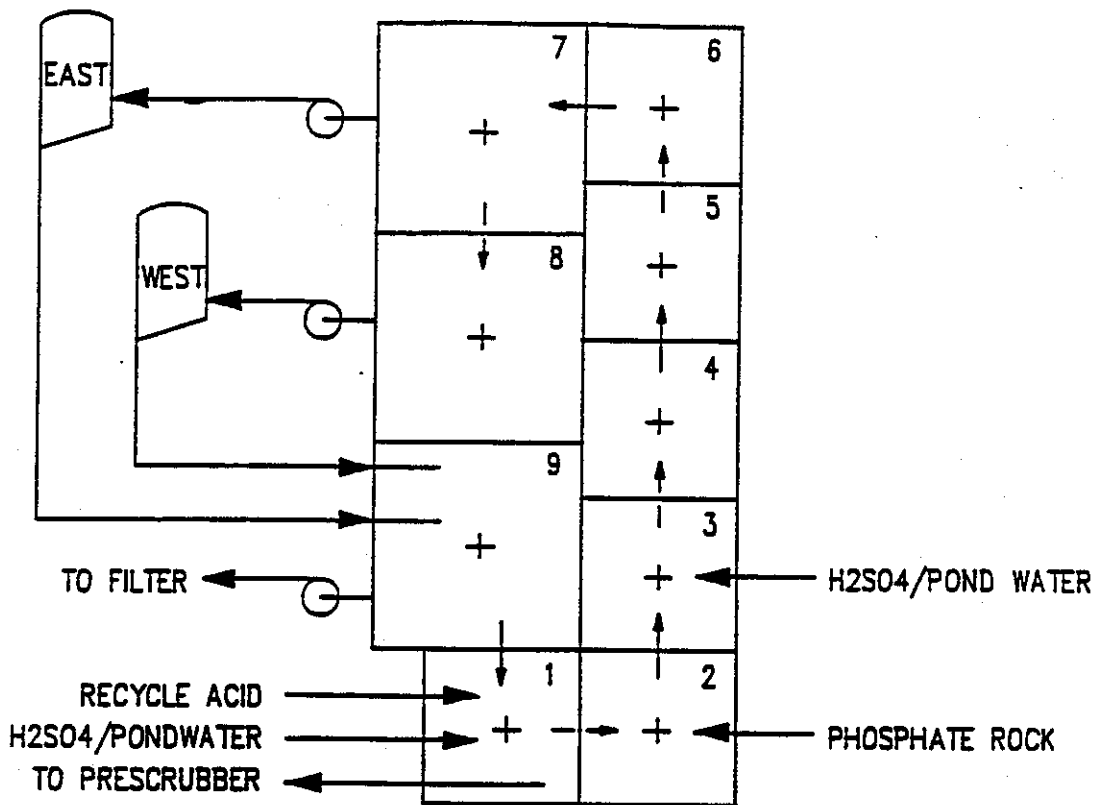 7
6
EAST
5
8
WEST
4
9
3
TO FILTER
H2SO4/POND WATER
1
2
RECYCLE ACID
H2SO4/PONDWATER
PHOSPHATE ROCK
TO PRESCRUBBER